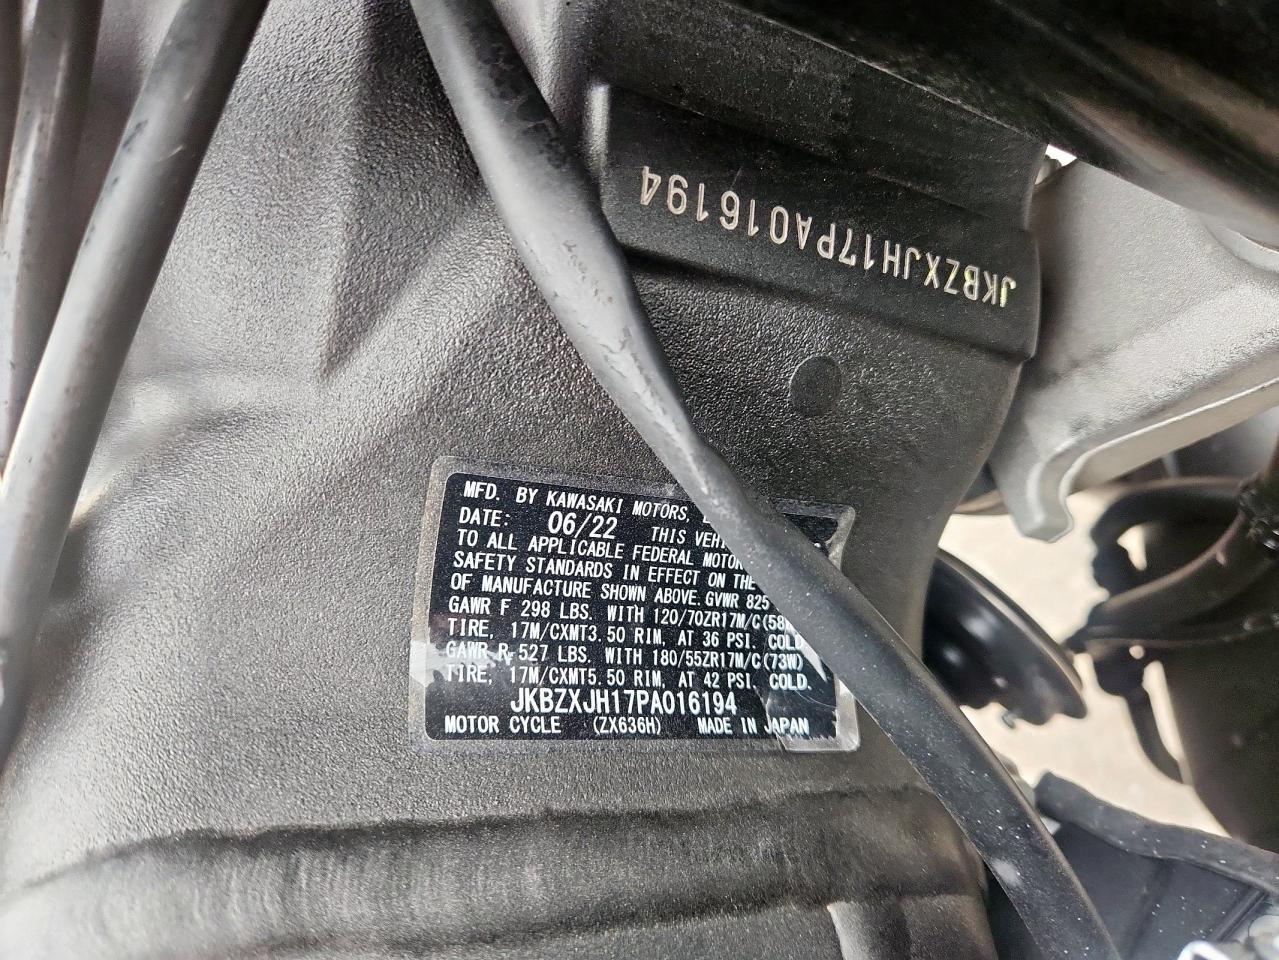 JKBZXJH17PA016194
MFD. BY KAWASAKI MOTORS,
DATE: 06/22 THIS VEH
TO ALL APPLICABLE FEDERAL MOTOR
SAFETY STANDARDS IN EFFECT ON THE
OF MANUFACTURE SHOWN ABOVE. GVWR 825
GAWR F 298 LBS. WITH 120/70ZR17M/C(58W
TIRE, 17M/CXMT3.50 RIM, AT 36 PSI. COLD
GAWR R 527 LBS. WITH 180/55ZR17M/C(73W)
TIRE, 17M/CXMT5.50 RIM, AT 42 PSI. COLD.
JKBZXJH17PA016194
MOTOR CYCLE (ZX636H) MADE IN JAPAN